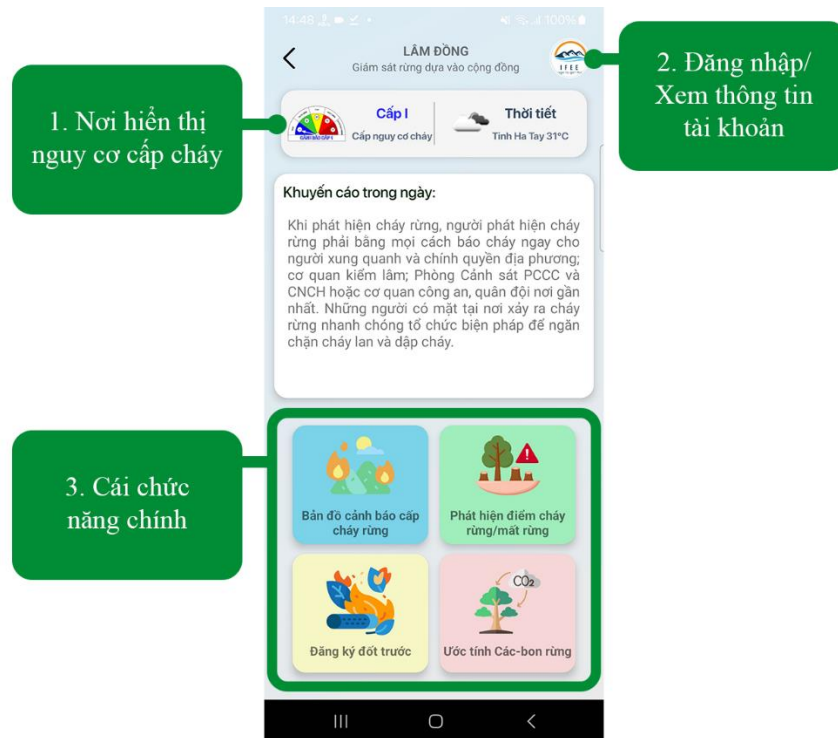 14:48
100%
LÂM ĐỒNG
Giám sát rừng dựa vào cộng đồng
IFEE
1. Nơi hiển thị
nguy cơ cấp cháy
2. Đăng nhập/
Xem thông tin
tài khoản
CẢNH BÁO CẤP I
Cấp I
Cấp nguy cơ cháy
Thời tiết
Tinh Ha Tay 31°C
Khuyến cáo trong ngày:
Khi phát hiện cháy rừng, người phát hiện cháy
rừng phải bằng mọi cách báo cháy ngay cho
người xung quanh và chính quyền địa phương;
cơ quan kiểm lâm; Phòng Cảnh sát PCCC và
CNCH hoặc cơ quan công an, quân đội nơi gần
nhất. Những người có mặt tại nơi xảy ra cháy
rừng nhanh chóng tổ chức biện pháp để ngăn
chặn cháy lan và dập cháy.
3. Cái chức
năng chính
Bản đồ cảnh báo cấp
cháy rừng
Phát hiện điểm cháy
rừng/mất rừng
CO2
Đăng ký đốt trước
Ước tính Các-bon rừng